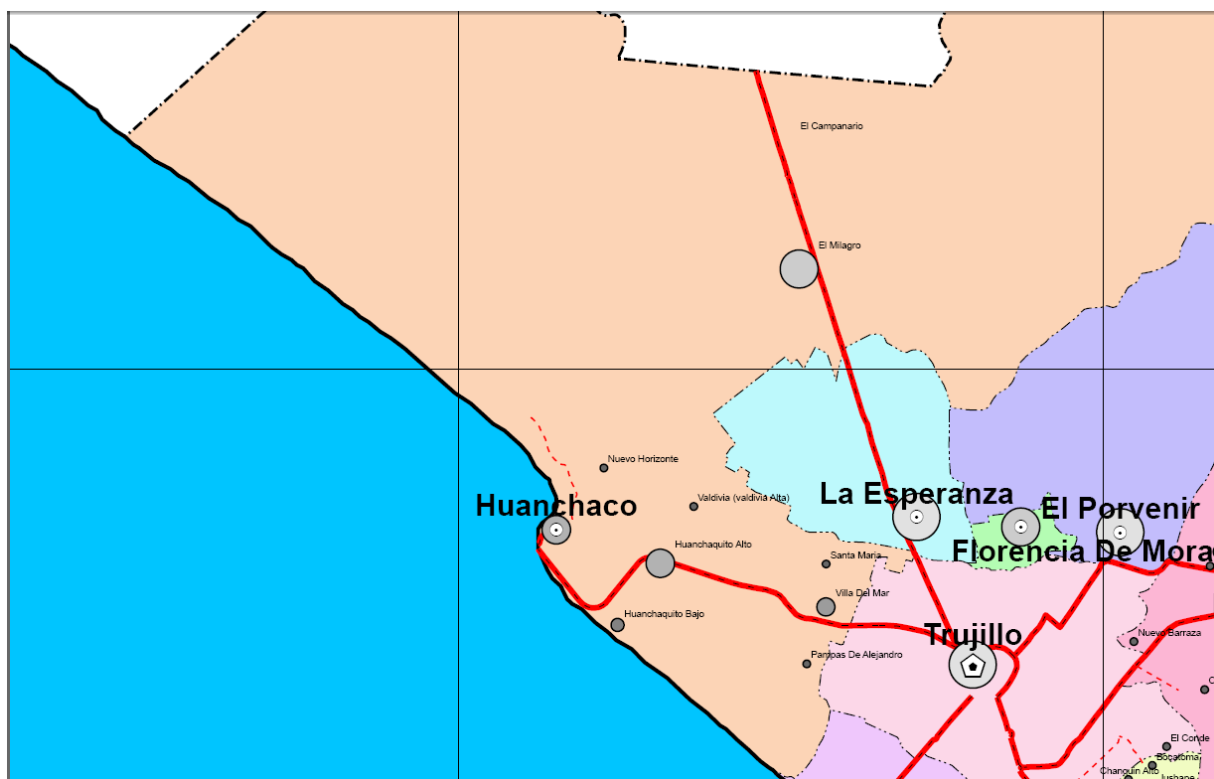 El Campanario
El Milagro
Nuevo Horizonte
Huanchaco
Valdivia (valdivia Alta)
La Esperanza
El Porvenir
Florencia De Mora
Huanchaquito Alto
Santa Maria
Villa Del Mar
Huanchaquito Bajo
Trujillo
Nuevo Barraza
Pampas De Alejandro
El Conde
Bocatoma
Changuin Alto